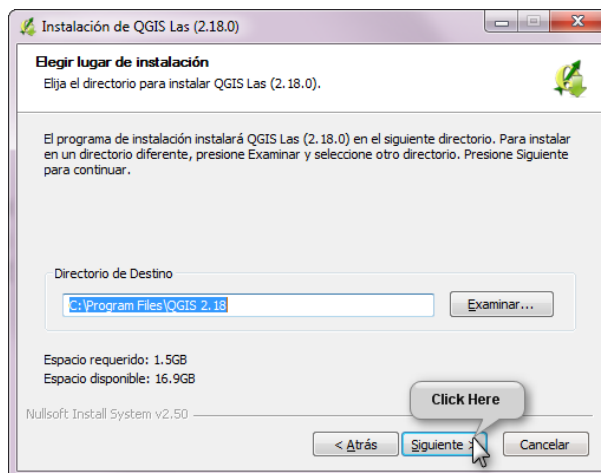 Instalación de QGIS Las (2.18.0)
Elegir lugar de instalación
Elija el directorio para instalar QGIS Las (2.18.0).
El programa de instalación instalará QGIS Las (2.18.0) en el siguiente directorio. Para instalar
en un directorio diferente, presione Examinar y seleccione otro directorio. Presione Siguiente
para continuar.
Directorio de Destino
C:\Program Files\QGIS 2.18
Examinar...
Espacio requerido: 1.5GB
Espacio disponible: 16.9GB
Click Here
Nullsoft Install System v2.50
< Atrás
Siguiente >
Cancelar